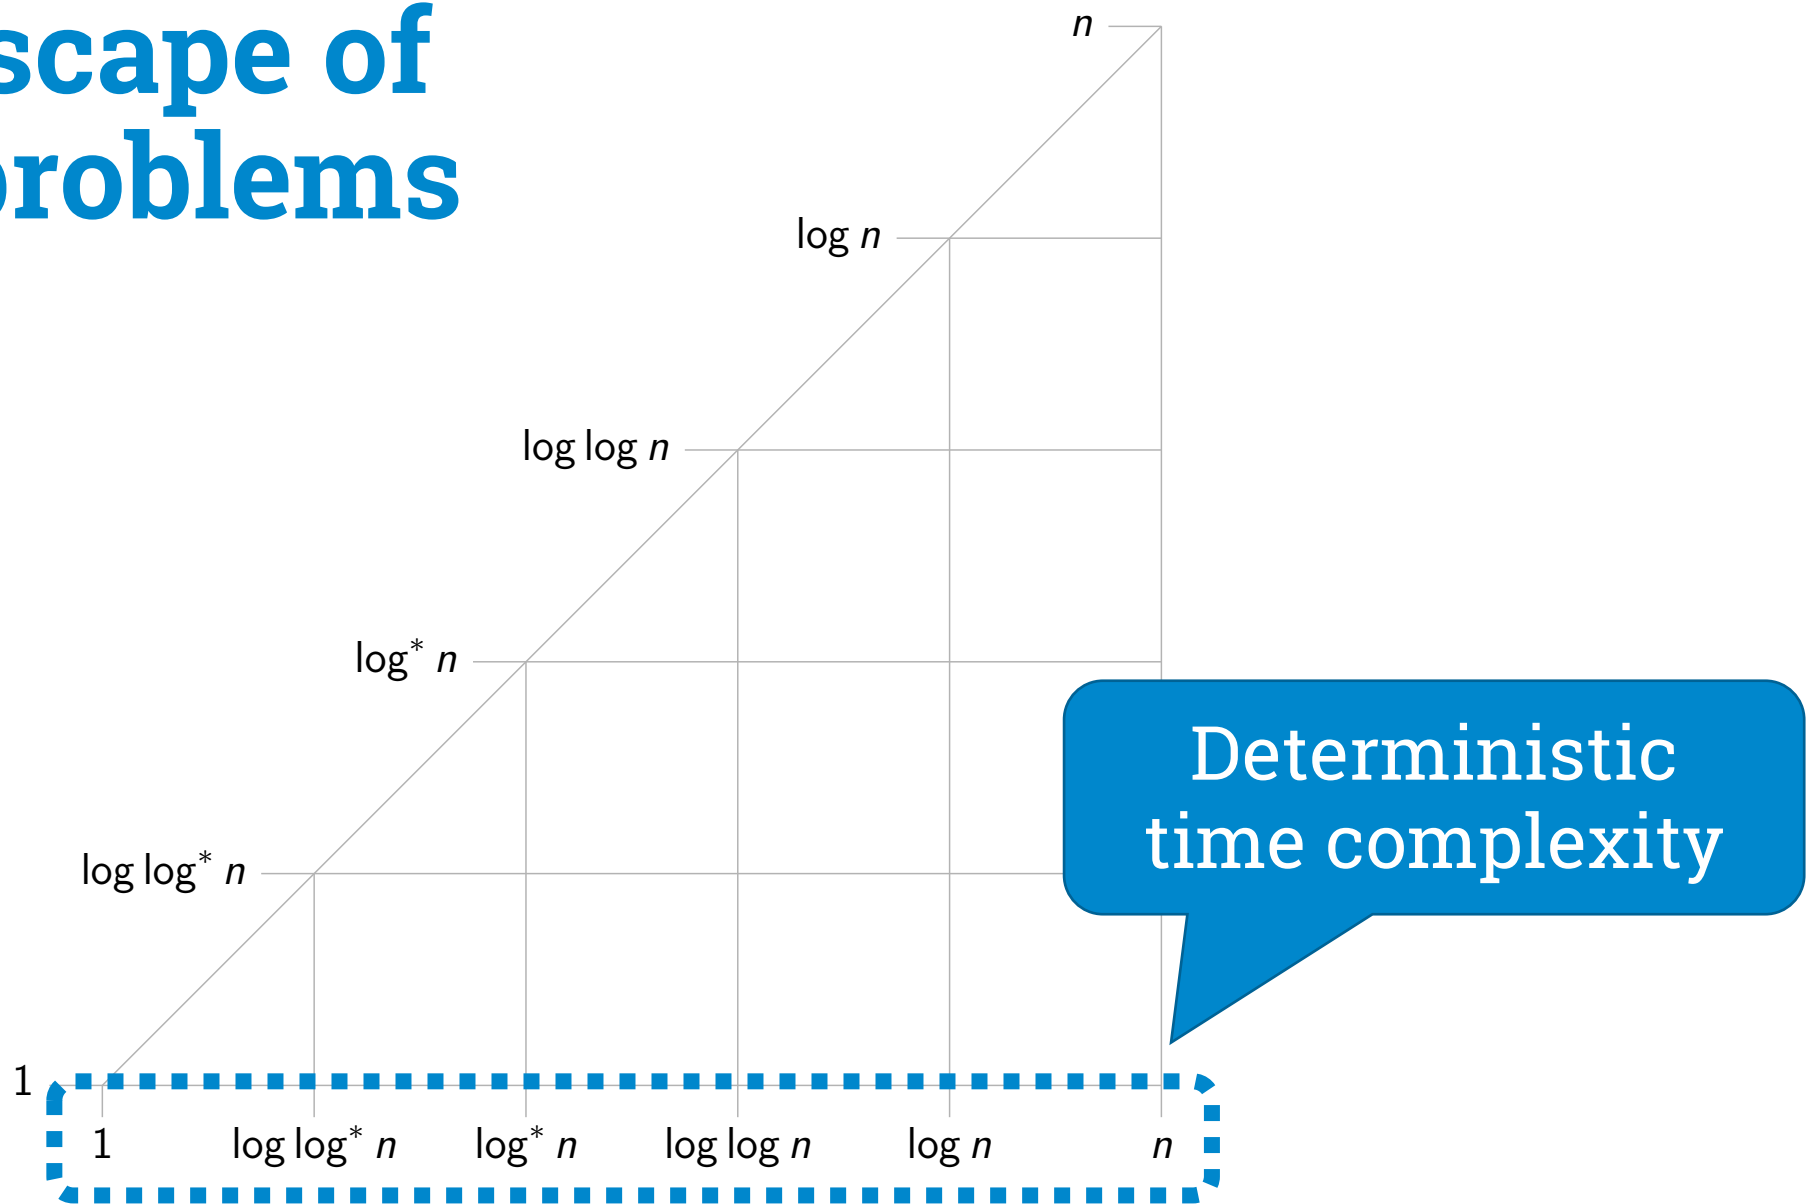 scape of
problems
n
log n
log log n
log* n
log log* n
Deterministic
time complexity
1
1 log log* n log* n log log n log n n